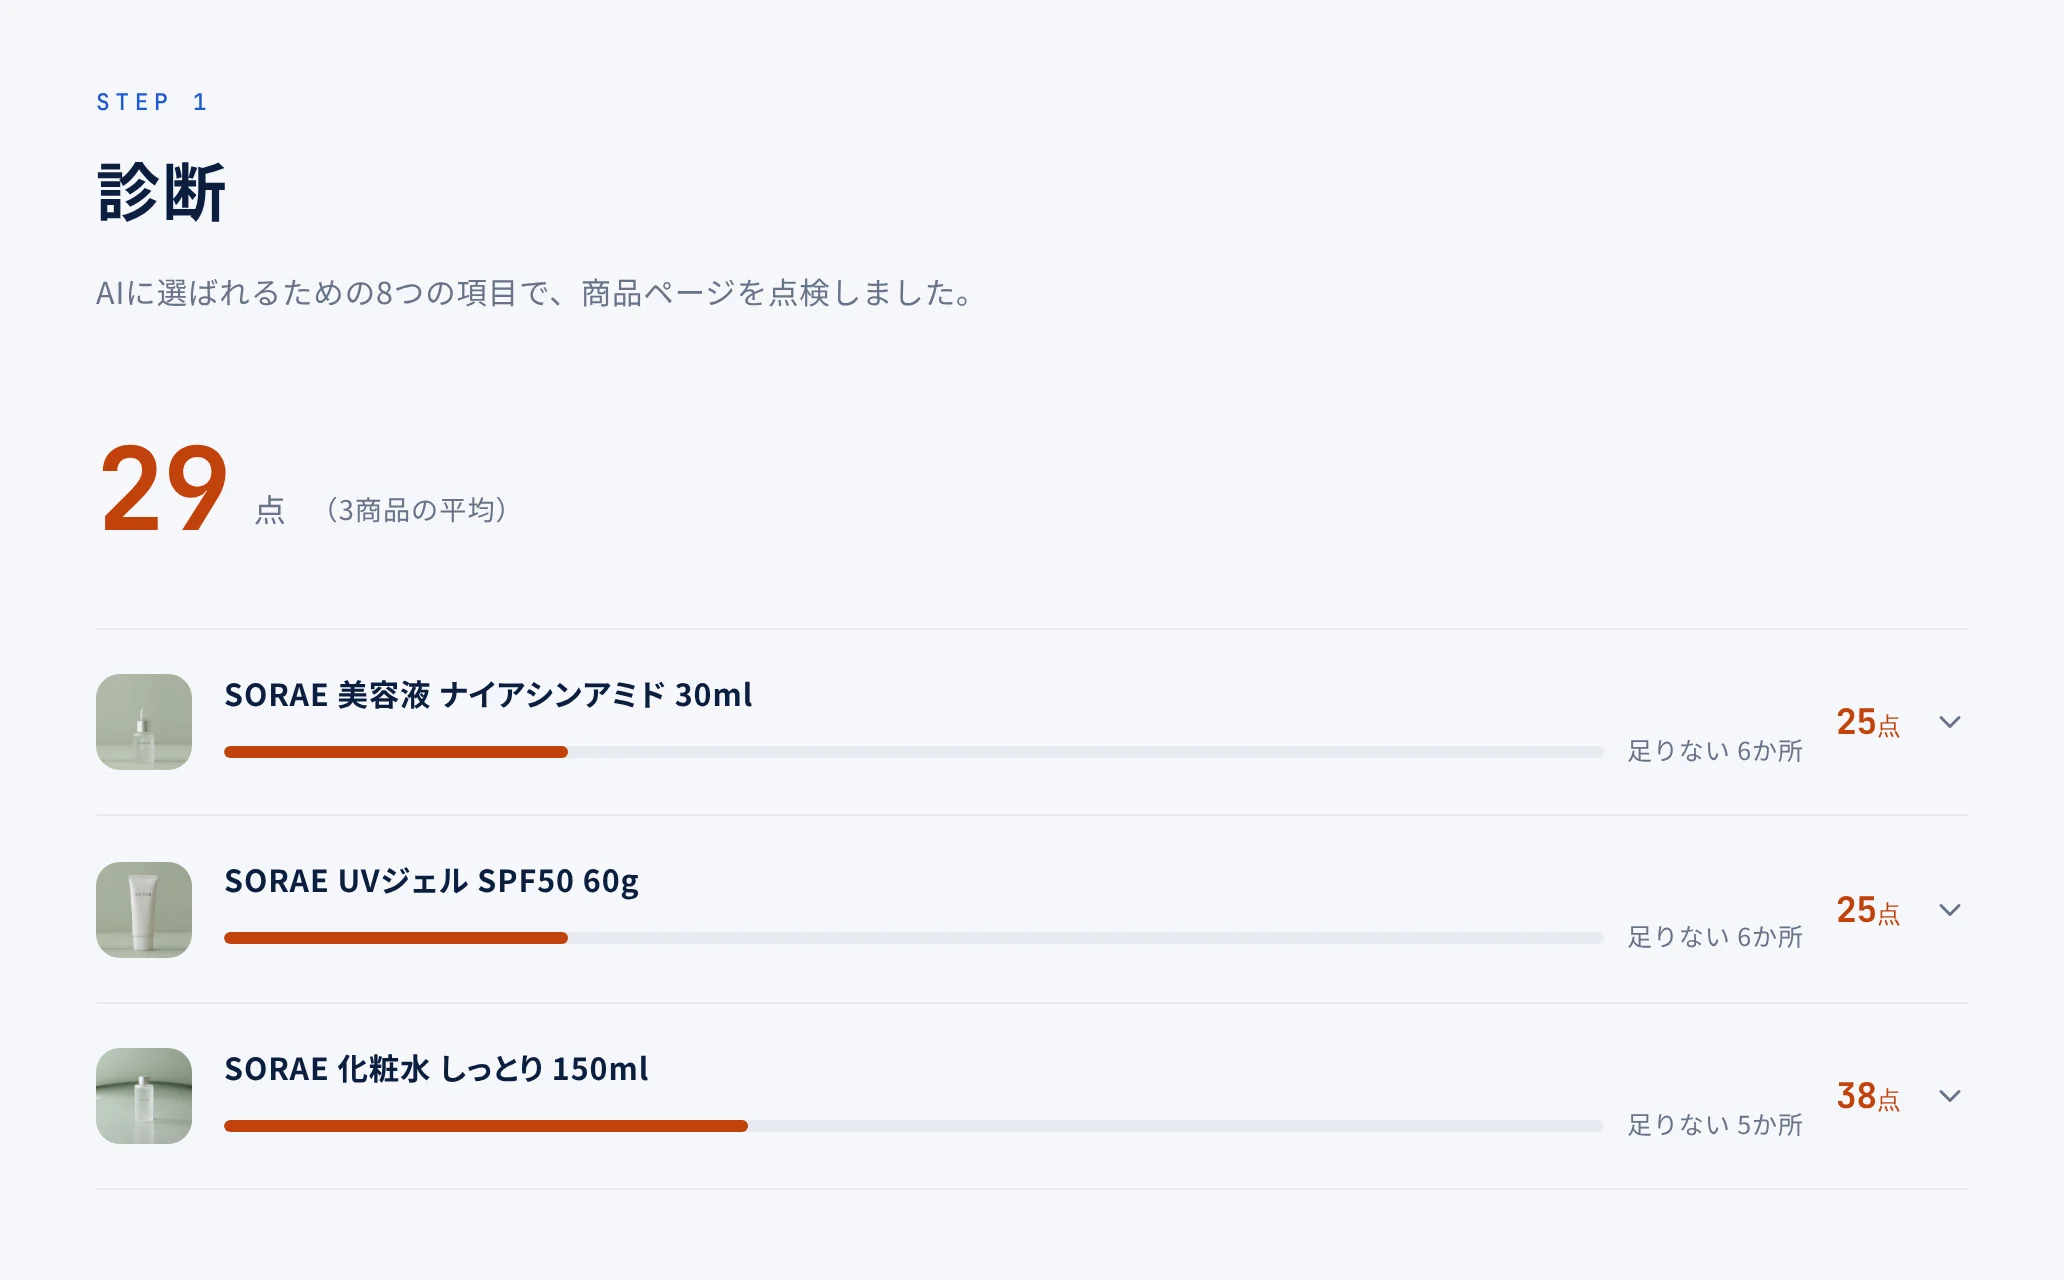 STEP 1
診断
AIに選ばれるための8つの項目で、商品ページを点検しました。
29 点 （3商品の平均）
SORAE 美容液 ナイアシンアミド 30ml
足りない 6か所
25点
SORAE UVジェル SPF50 60g
足りない 6か所
25点
SORAE 化粧水 しっとり 150ml
足りない 5か所
38点